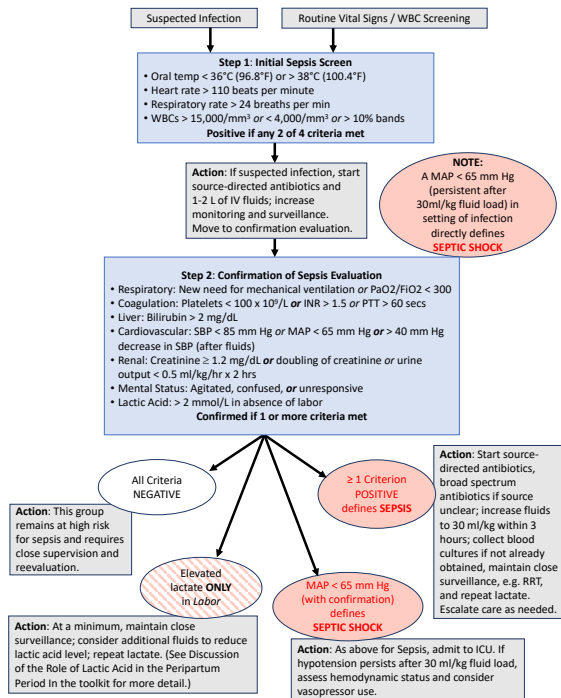 Suspected Infection
Routine Vital Signs / WBC Screening
Step 1: Initial Sepsis Screen
• Oral temp < 36°C (96.8°F) or > 38°C (100.4°F)
• Heart rate > 110 beats per minute
• Respiratory rate > 24 breaths per min
• WBCs > 15,000/mm³ or < 4,000/mm³ or > 10% bands
Positive if any 2 of 4 criteria met
Action: If suspected infection, start
source-directed antibiotics and
1-2 L of IV fluids; increase
monitoring and surveillance.
Move to confirmation evaluation.
NOTE:
A MAP < 65 mm Hg
(persistent after
30ml/kg fluid load) in
setting of infection
directly defines
SEPTIC SHOCK
Step 2: Confirmation of Sepsis Evaluation
• Respiratory: New need for mechanical ventilation or PaO2/FiO2 < 300
• Coagulation: Platelets < 100 x 10⁹/L or INR > 1.5 or PTT > 60 secs
• Liver: Bilirubin > 2 mg/dL
• Cardiovascular: SBP < 85 mm Hg or MAP < 65 mm Hg or > 40 mm Hg
decrease in SBP (after fluids)
• Renal: Creatinine ≥ 1.2 mg/dL or doubling of creatinine or urine
output < 0.5 ml/kg/hr x 2 hrs
• Mental Status: Agitated, confused, or unresponsive
• Lactic Acid: > 2 mmol/L in absence of labor
Confirmed if 1 or more criteria met
All Criteria
NEGATIVE
Action: This group
remains at high risk
for sepsis and requires
close supervision and
reevaluation.
≥ 1 Criterion
POSITIVE
defines SEPSIS
Action: Start source-
directed antibiotics,
broad spectrum
antibiotics if source
unclear; increase fluids
to 30 ml/kg within 3
hours; collect blood
cultures if not already
obtained, maintain close
surveillance, e.g. RRT,
and repeat lactate.
Escalate care as needed.
Elevated
lactate ONLY
in Labor
Action: At a minimum, maintain close
surveillance; consider additional fluids to reduce
lactic acid level; repeat lactate. (See Discussion
of the Role of Lactic Acid in the Peripartum
Period In the toolkit for more detail.)
MAP < 65 mm Hg
(with confirmation)
defines
SEPTIC SHOCK
Action: As above for Sepsis, admit to ICU. If
hypotension persists after 30 ml/kg fluid load,
assess hemodynamic status and consider
vasopressor use.